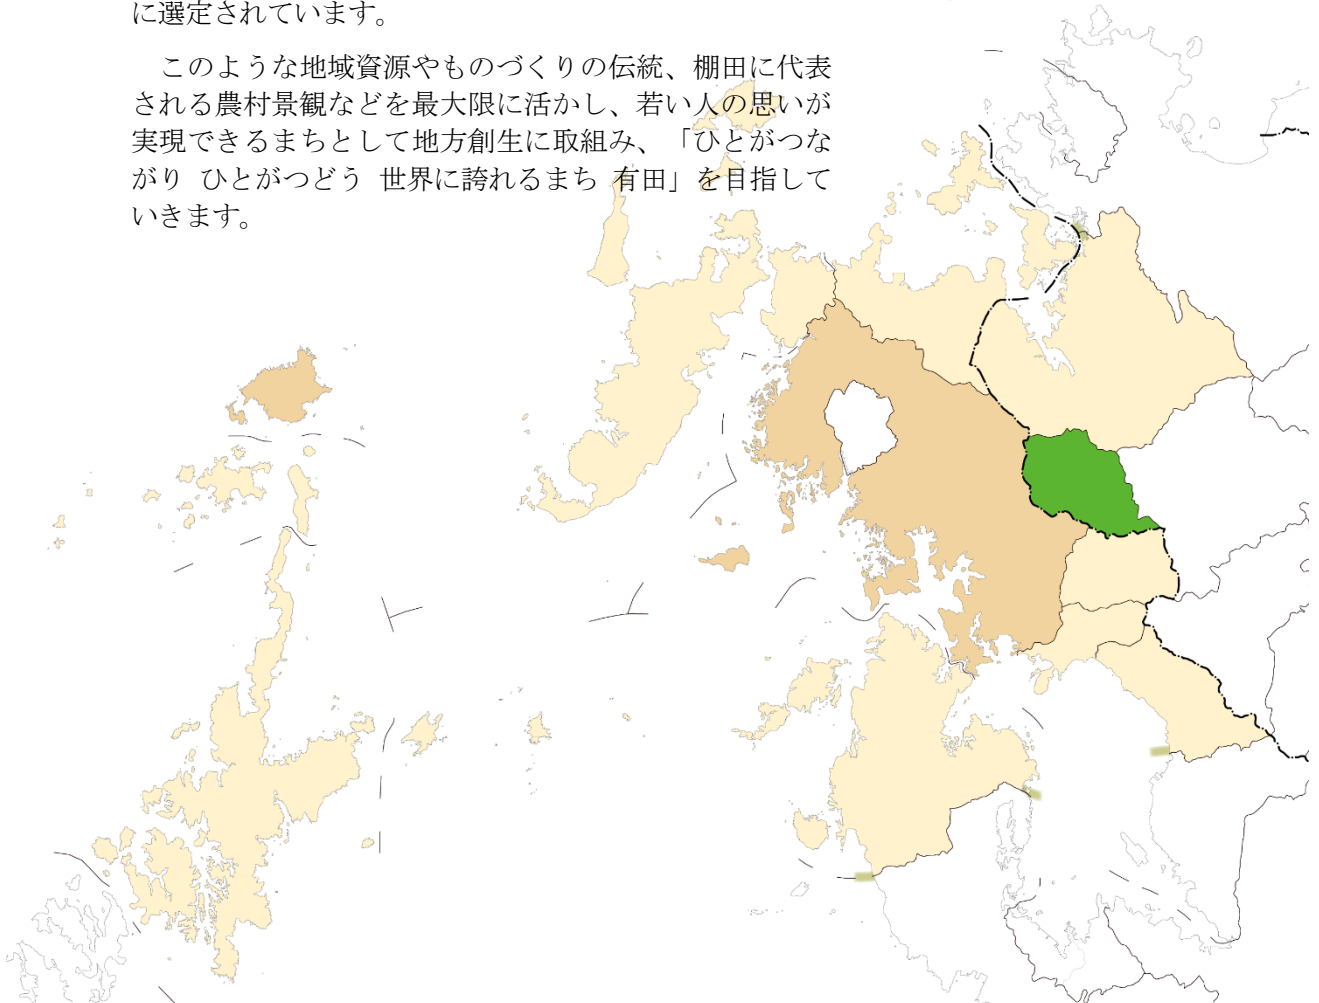 に選定されています。
　このような地域資源やものづくりの伝統、棚田に代表
される農村景観などを最大限に活かし、若い人の思いが
実現できるまちとして地方創生に取組み、「ひとがつな
がり ひとがつどう 世界に誇れるまち 有田」を目指して
いきます。